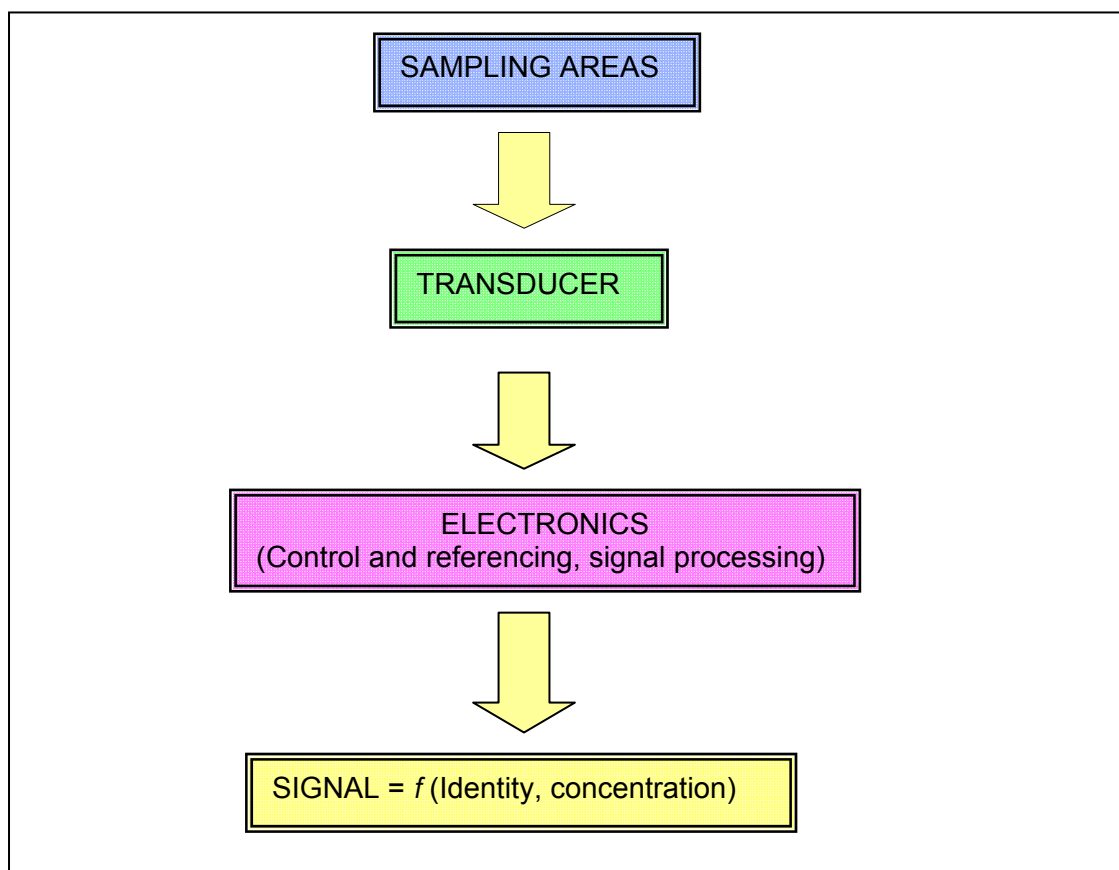 SAMPLING AREAS
TRANSDUCER
ELECTRONICS
(Control and referencing, signal processing)
SIGNAL = f (Identity, concentration)